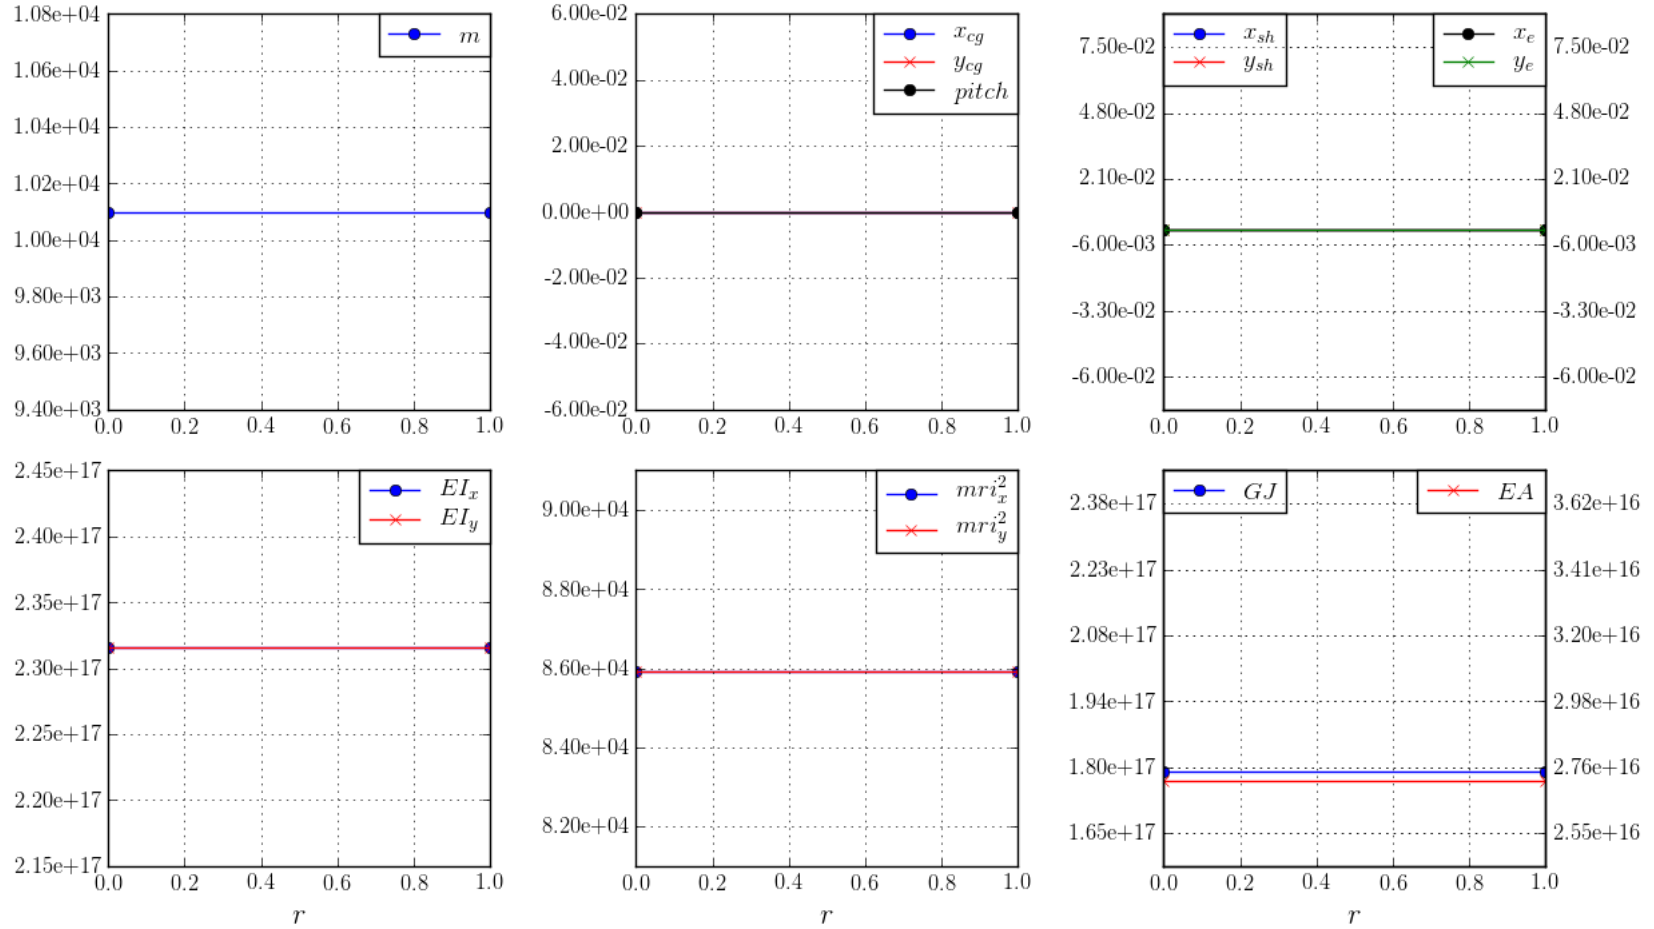 1.08e+04
1.06e+04
1.04e+04
1.02e+04
1.00e+04
9.80e+03
9.60e+03
9.40e+03
0.0 0.2 0.4 0.6 0.8 1.0
m
6.00e-02
4.00e-02
2.00e-02
0.00e+00
-2.00e-02
-4.00e-02
-6.00e-02
0.0 0.2 0.4 0.6 0.8 1.0
x_cg
y_cg
pitch
7.50e-02
4.80e-02
2.10e-02
-6.00e-03
-3.30e-02
-6.00e-02
0.0 0.2 0.4 0.6 0.8 1.0
x_sh
y_sh
x_e
y_e
7.50e-02
4.80e-02
2.10e-02
-6.00e-03
-3.30e-02
-6.00e-02
2.45e+17
2.40e+17
2.35e+17
2.30e+17
2.25e+17
2.20e+17
2.15e+17
0.0 0.2 0.4 0.6 0.8 1.0
r
EI_x
EI_y
9.00e+04
8.80e+04
8.60e+04
8.40e+04
8.20e+04
0.0 0.2 0.4 0.6 0.8 1.0
r
mri_x^2
mri_y^2
2.38e+17
2.23e+17
2.08e+17
1.94e+17
1.80e+17
1.65e+17
0.0 0.2 0.4 0.6 0.8 1.0
r
GJ
EA
3.62e+16
3.41e+16
3.20e+16
2.98e+16
2.76e+16
2.55e+16